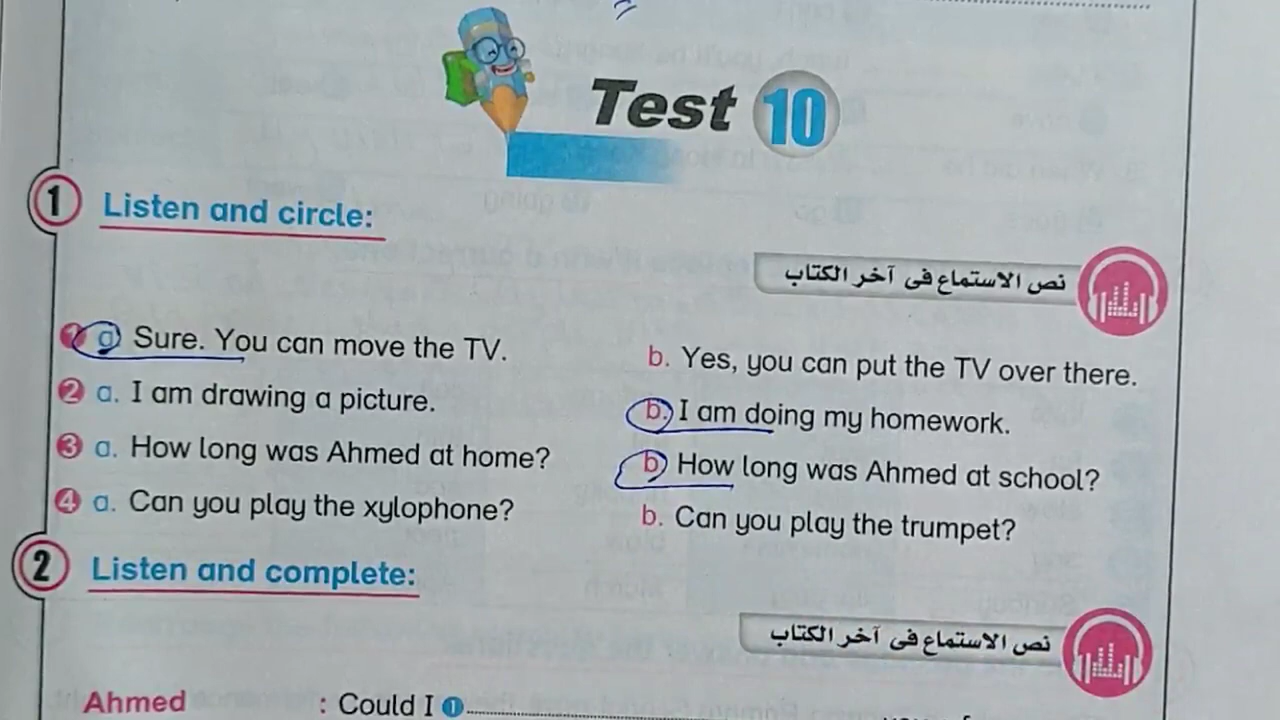 Test 10
1 Listen and circle:
نص الاستماع فى آخر الكتاب
1 a. Sure. You can move the TV. b. Yes, you can put the TV over there.
2 a. I am drawing a picture. b. I am doing my homework.
3 a. How long was Ahmed at home? b. How long was Ahmed at school?
4 a. Can you play the xylophone? b. Can you play the trumpet?
2 Listen and complete:
نص الاستماع فى آخر الكتاب
Ahmed : Could I 1